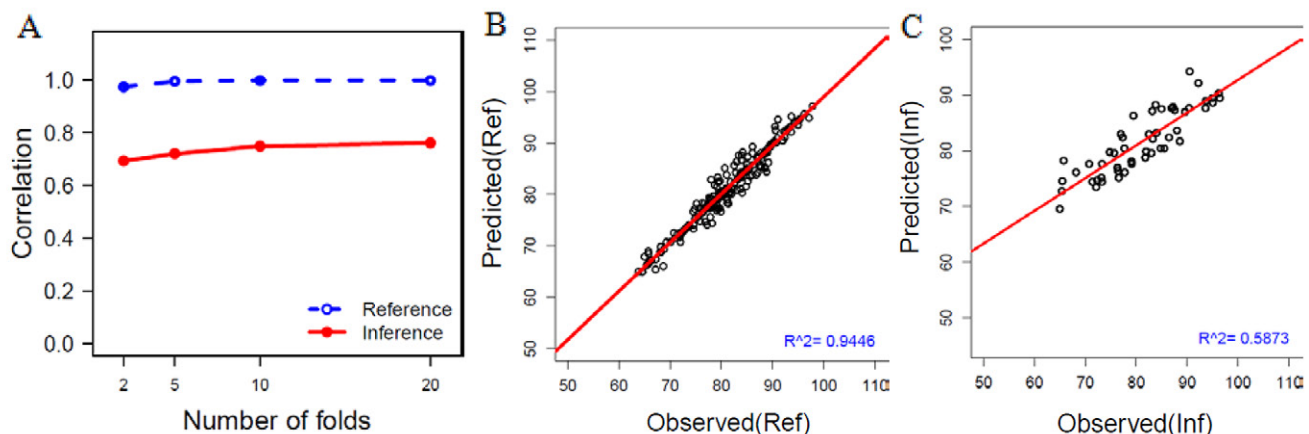 A
Correlation
1.0
0.8
0.6
0.4
0.2
0.0
Reference
Inference
2 5 10 20
Number of folds
B
Predicted(Ref)
110
100
90
80
70
60
50
R^2= 0.9446
50 60 70 80 90 100 110
Observed(Ref)
C
Predicted(Inf)
100
90
80
70
60
50
R^2= 0.5873
50 60 70 80 90 100 110
Observed(Inf)